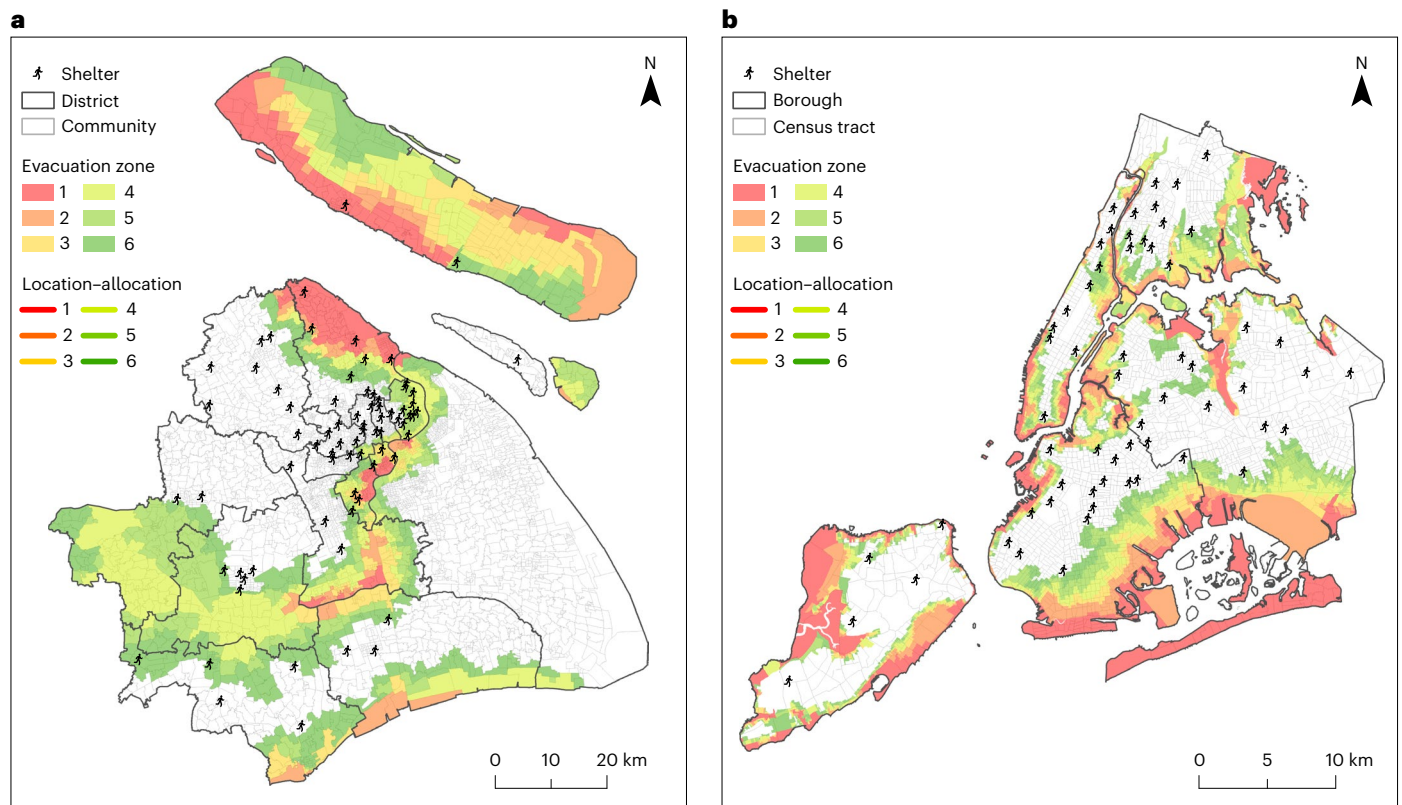 a
N
Shelter
District
Community
Evacuation zone
1 4
2 5
3 6
Location–allocation
1 4
2 5
3 6
0 10 20 km
b
N
Shelter
Borough
Census tract
Evacuation zone
1 4
2 5
3 6
Location–allocation
1 4
2 5
3 6
0 5 10 km